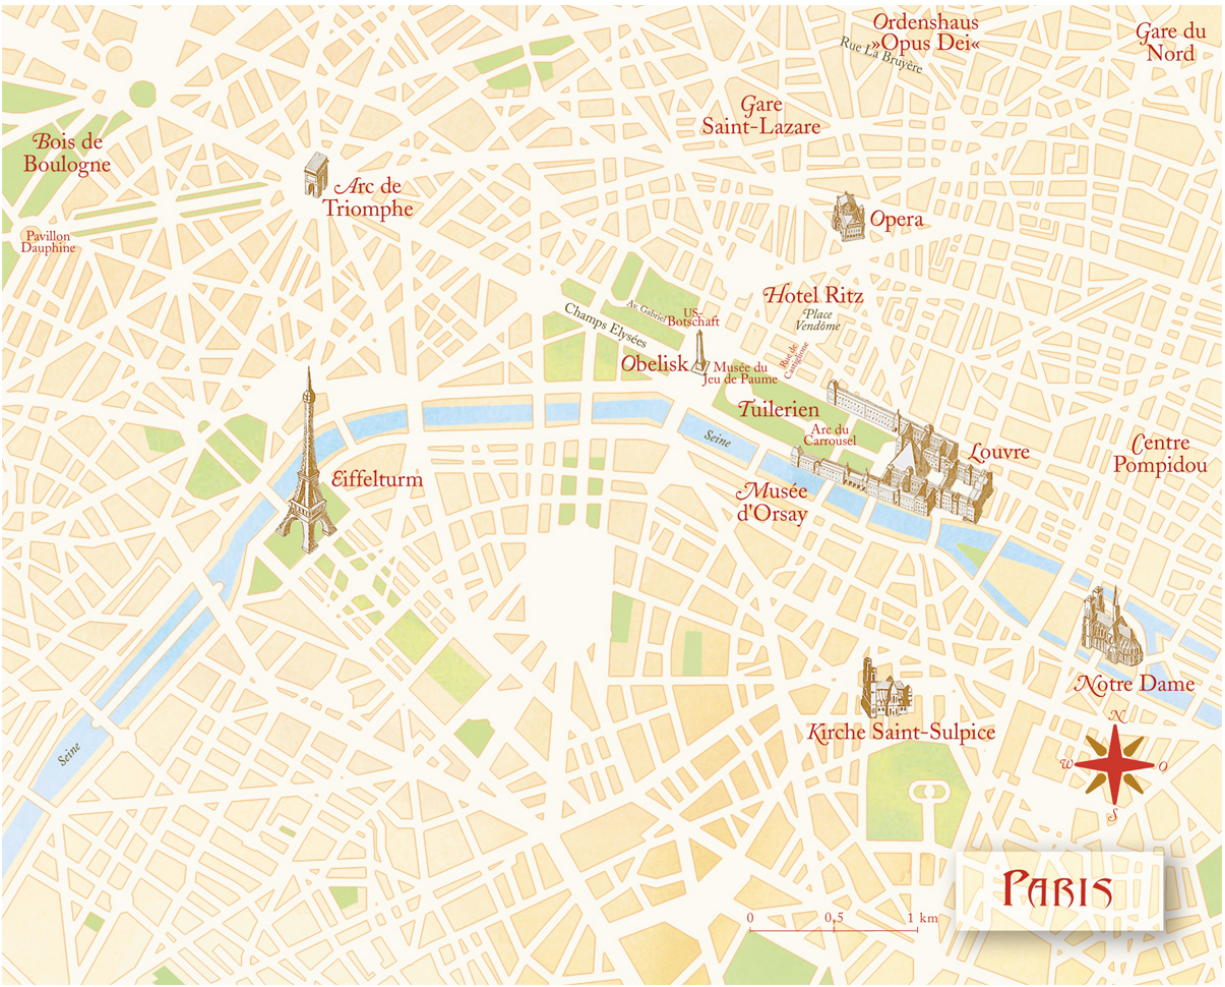 Ordenshaus
»Opus Dei«
Rue La Bruyère
Gare du
Nord
Gare
Saint-Lazare
Bois de
Boulogne
Arc de
Triomphe
Pavillon
Dauphine
Opera
Hotel Ritz
Place
Vendôme
Av. Gabriel
US-
Botschaft
Champs Elysées
Obelisk
Musée du
Jeu de Paume
Rue de
Castiglione
Tuilerien
Arc du
Carrousel
Seine
Louvre
Centre
Pompidou
Eiffelturm
Musée
d'Orsay
Notre Dame
Kirche Saint-Sulpice
Seine
N
W O
S
PARIS
0 0,5 1 km